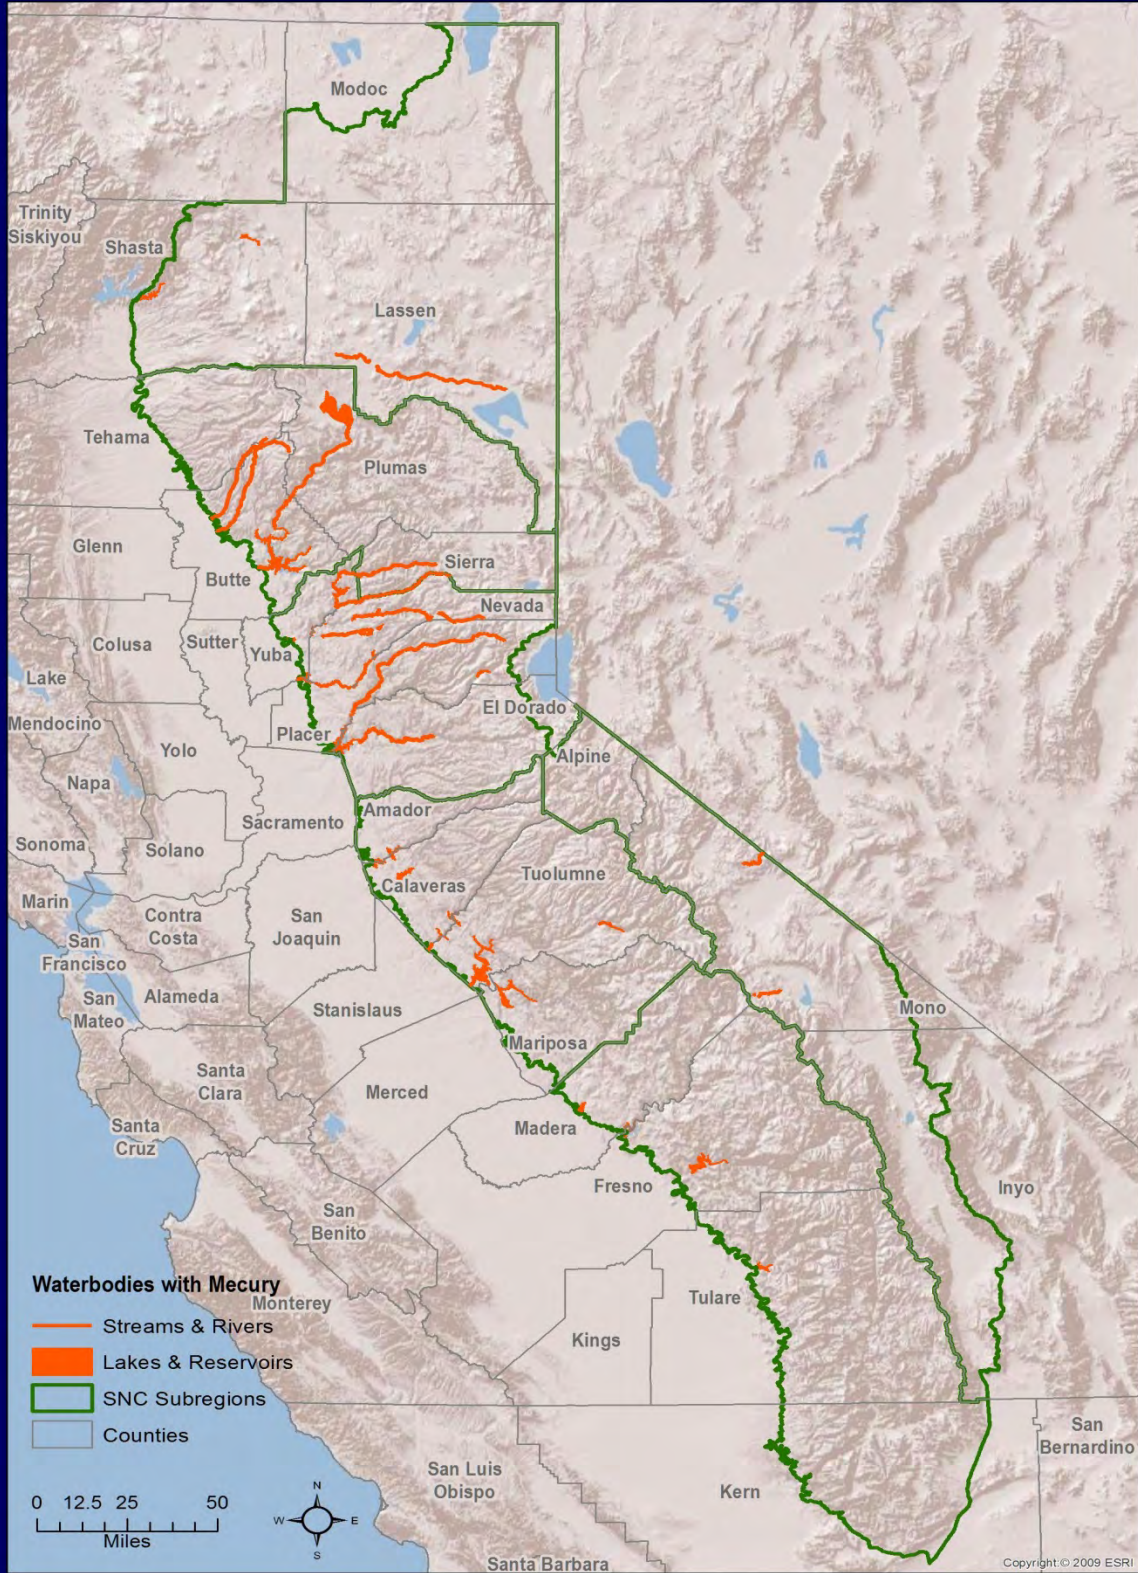 Modoc
Trinity
Siskiyou
Shasta
Lassen
Tehama
Plumas
Glenn
Butte
Sierra
Nevada
Colusa
Sutter
Yuba
Lake
El Dorado
Mendocino
Placer
Yolo
Alpine
Napa
Amador
Sacramento
Sonoma
Solano
Tuolumne
Calaveras
Marin
Contra
Costa
San
Joaquin
San
Francisco
Alameda
San
Mateo
Stanislaus
Mono
Mariposa
Santa
Clara
Merced
Santa
Cruz
Madera
Fresno
Inyo
San
Benito
Waterbodies with Mecury
Monterey
Tulare
Streams & Rivers
Kings
Lakes & Reservoirs
SNC Subregions
Counties
San
Bernardino
San Luis
Obispo
Kern
0 12.5 25 50
Miles
N
W E
S
Santa Barbara
Copyright:© 2009 ESRI